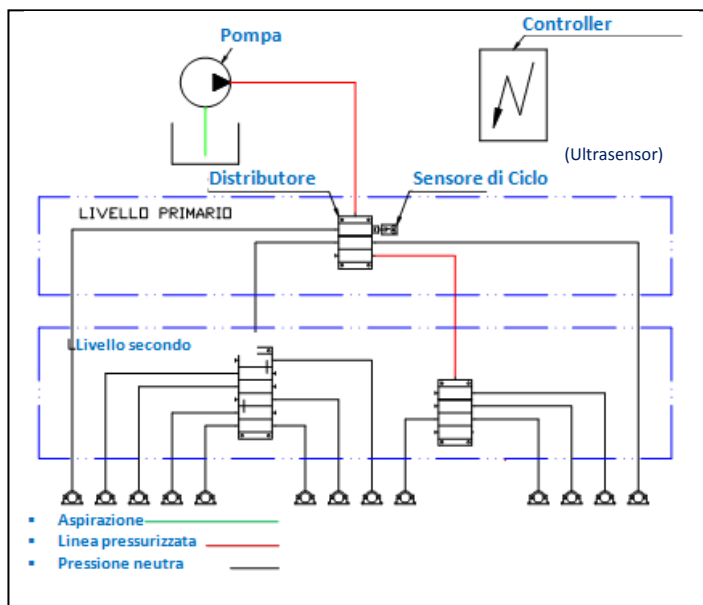 Pompa
Controller
(Ultrasensor)
Distributore
Sensore di Ciclo
LIVELLO PRIMARIO
LLivello secondo
Aspirazione
Linea pressurizzata
Pressione neutra